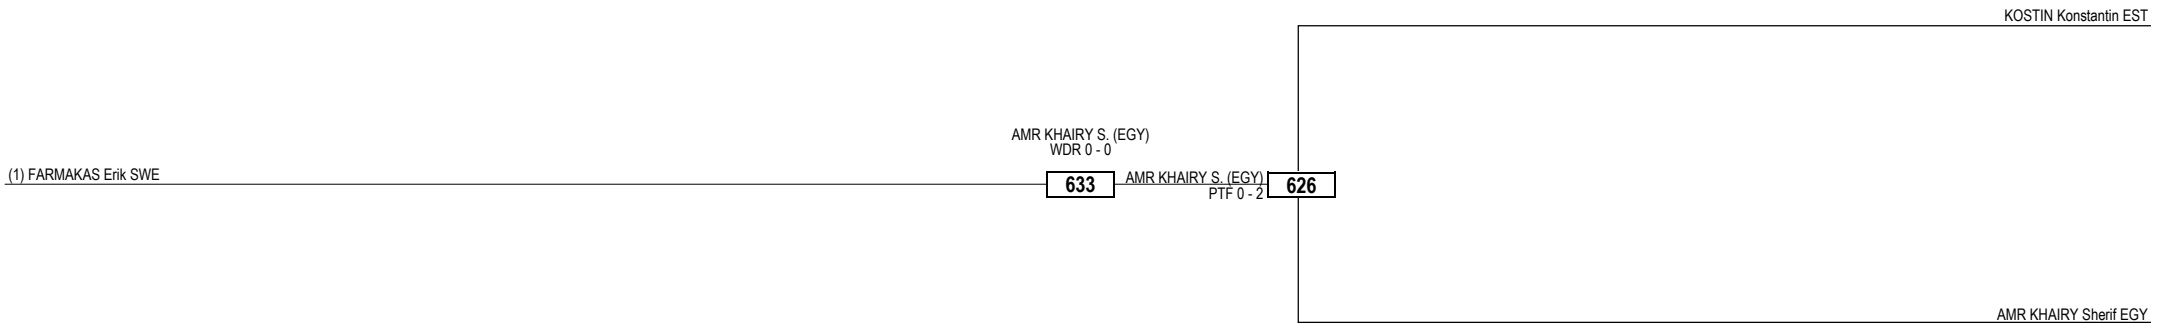 KOSTIN Konstantin EST
AMR KHAIRY S. (EGY)
WDR 0 - 0
(1) FARMAKAS Erik SWE
633
AMR KHAIRY S. (EGY)
PTF 0 - 2
626
AMR KHAIRY Sherif EGY